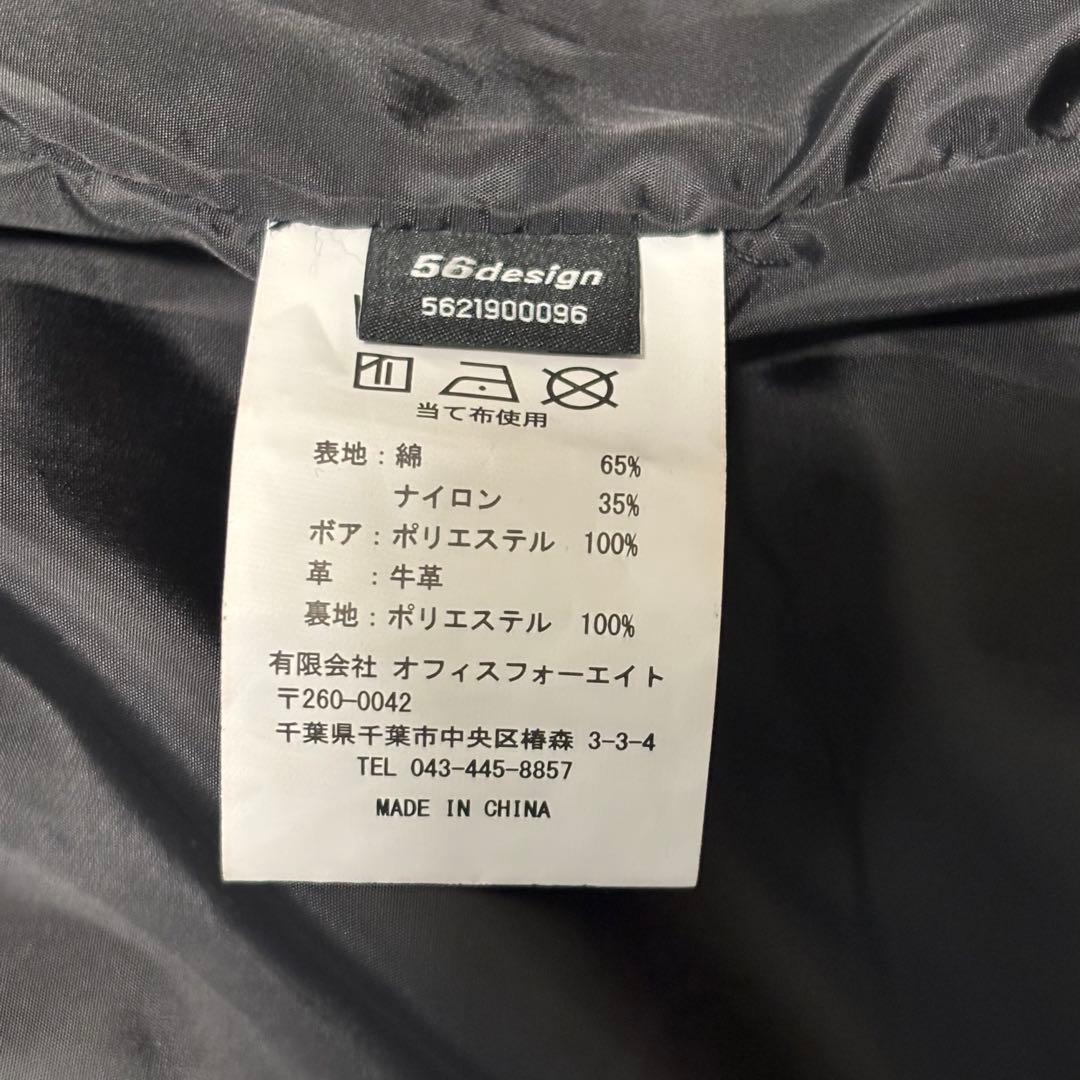 56design
5621900096
当て布使用
表地：綿 65%
ナイロン 35%
ボア：ポリエステル 100%
革 ：牛革
裏地：ポリエステル 100%
有限会社 オフィスフォーエイト
〒260-0042
千葉県千葉市中央区椿森 3-3-4
TEL 043-445-8857
MADE IN CHINA